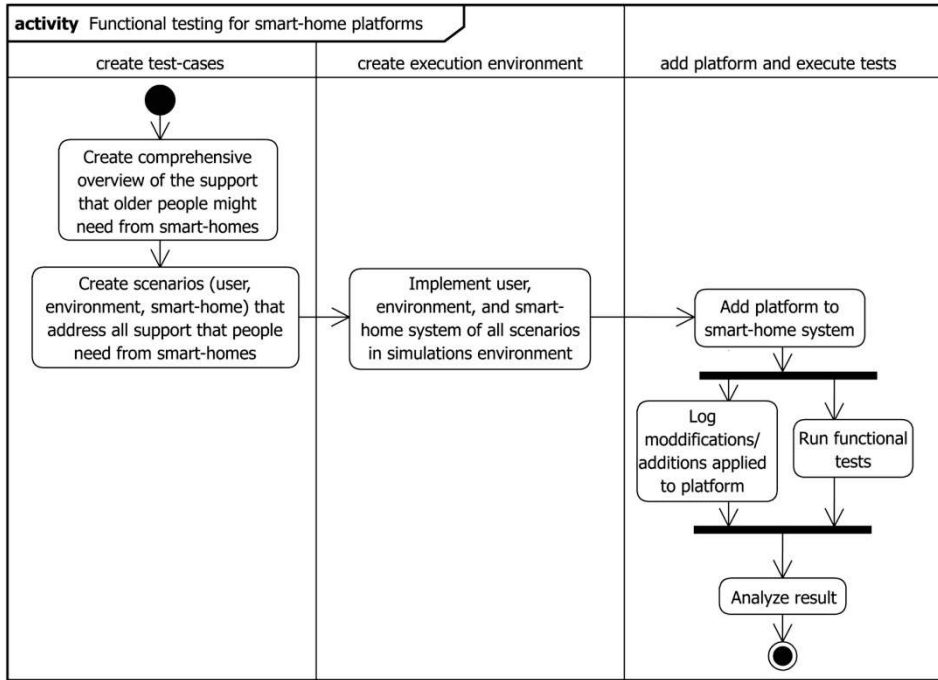 activity Functional testing for smart-home platforms
create test-cases
create execution environment
add platform and execute tests
Create comprehensive
overview of the support
that older people might
need from smart-homes
Create scenarios (user,
environment, smart-home) that
address all support that people
need from smart-homes
Implement user,
environment, and smart-
home system of all scenarios
in simulations environment
Add platform to
smart-home system
Log
moddifications/
additions applied
to platform
Run functional
tests
Analyze result